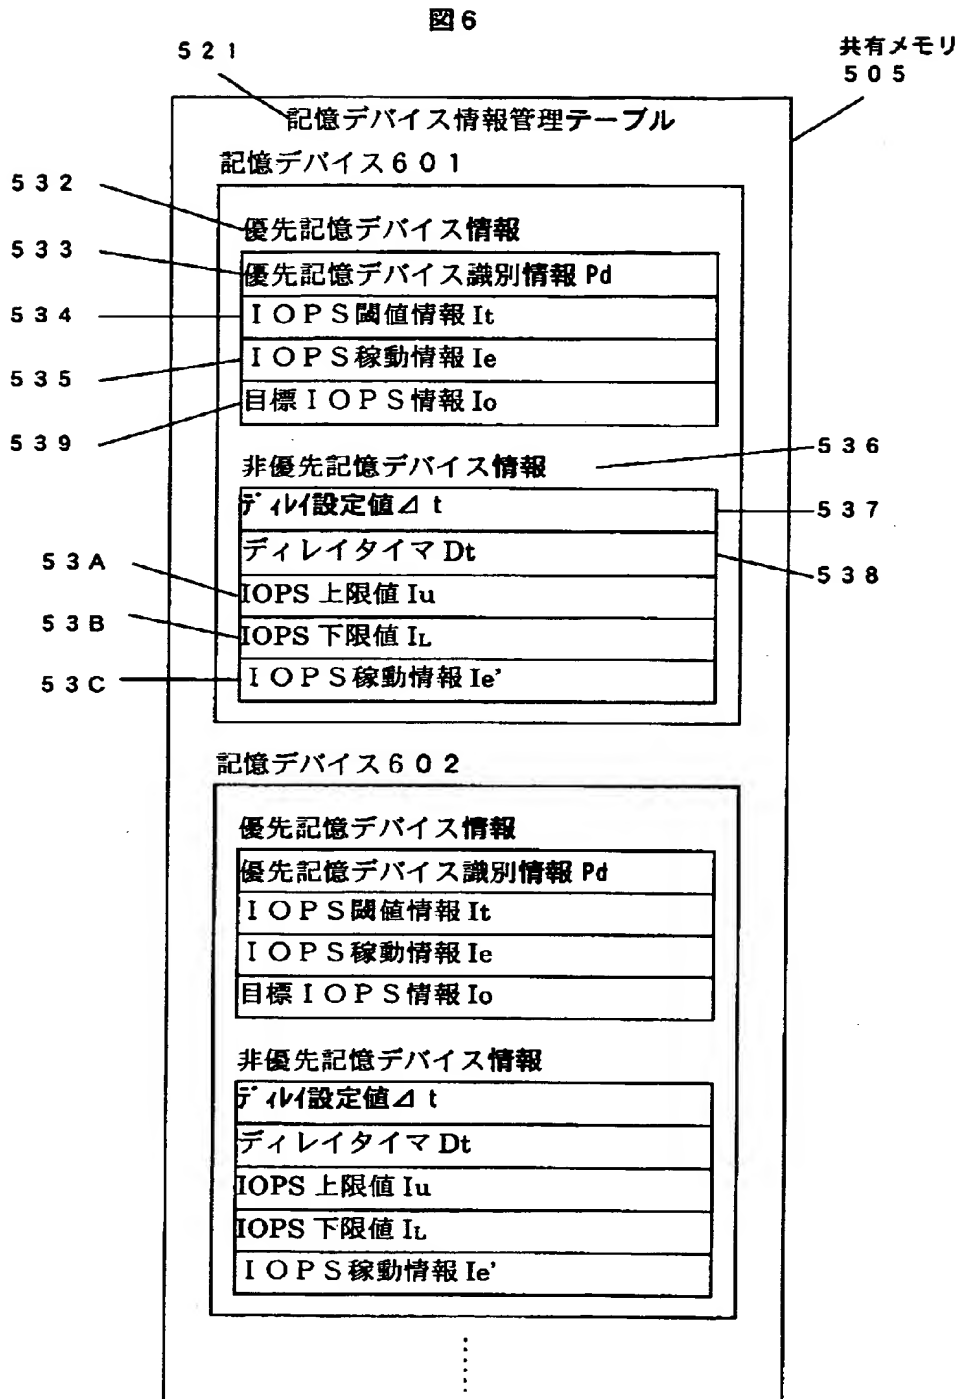 図6
521
共有メモリ
505
記憶デバイス情報管理テーブル
記憶デバイス601
532
優先記憶デバイス情報
533
優先記憶デバイス識別情報 Pd
534
IOPS閾値情報 It
535
IOPS稼動情報 Ie
539
目標IOPS情報 Io
非優先記憶デバイス情報
536
ディレイ設定値⊿t
537
ディレイタイマ Dt
538
53A
IOPS 上限値 Iu
53B
IOPS 下限値 IL
53C
IOPS稼動情報 Ie'
記憶デバイス602
優先記憶デバイス情報
優先記憶デバイス識別情報 Pd
IOPS閾値情報 It
IOPS稼動情報 Ie
目標IOPS情報 Io
非優先記憶デバイス情報
ディレイ設定値⊿t
ディレイタイマ Dt
IOPS 上限値 Iu
IOPS 下限値 IL
IOPS稼動情報 Ie'